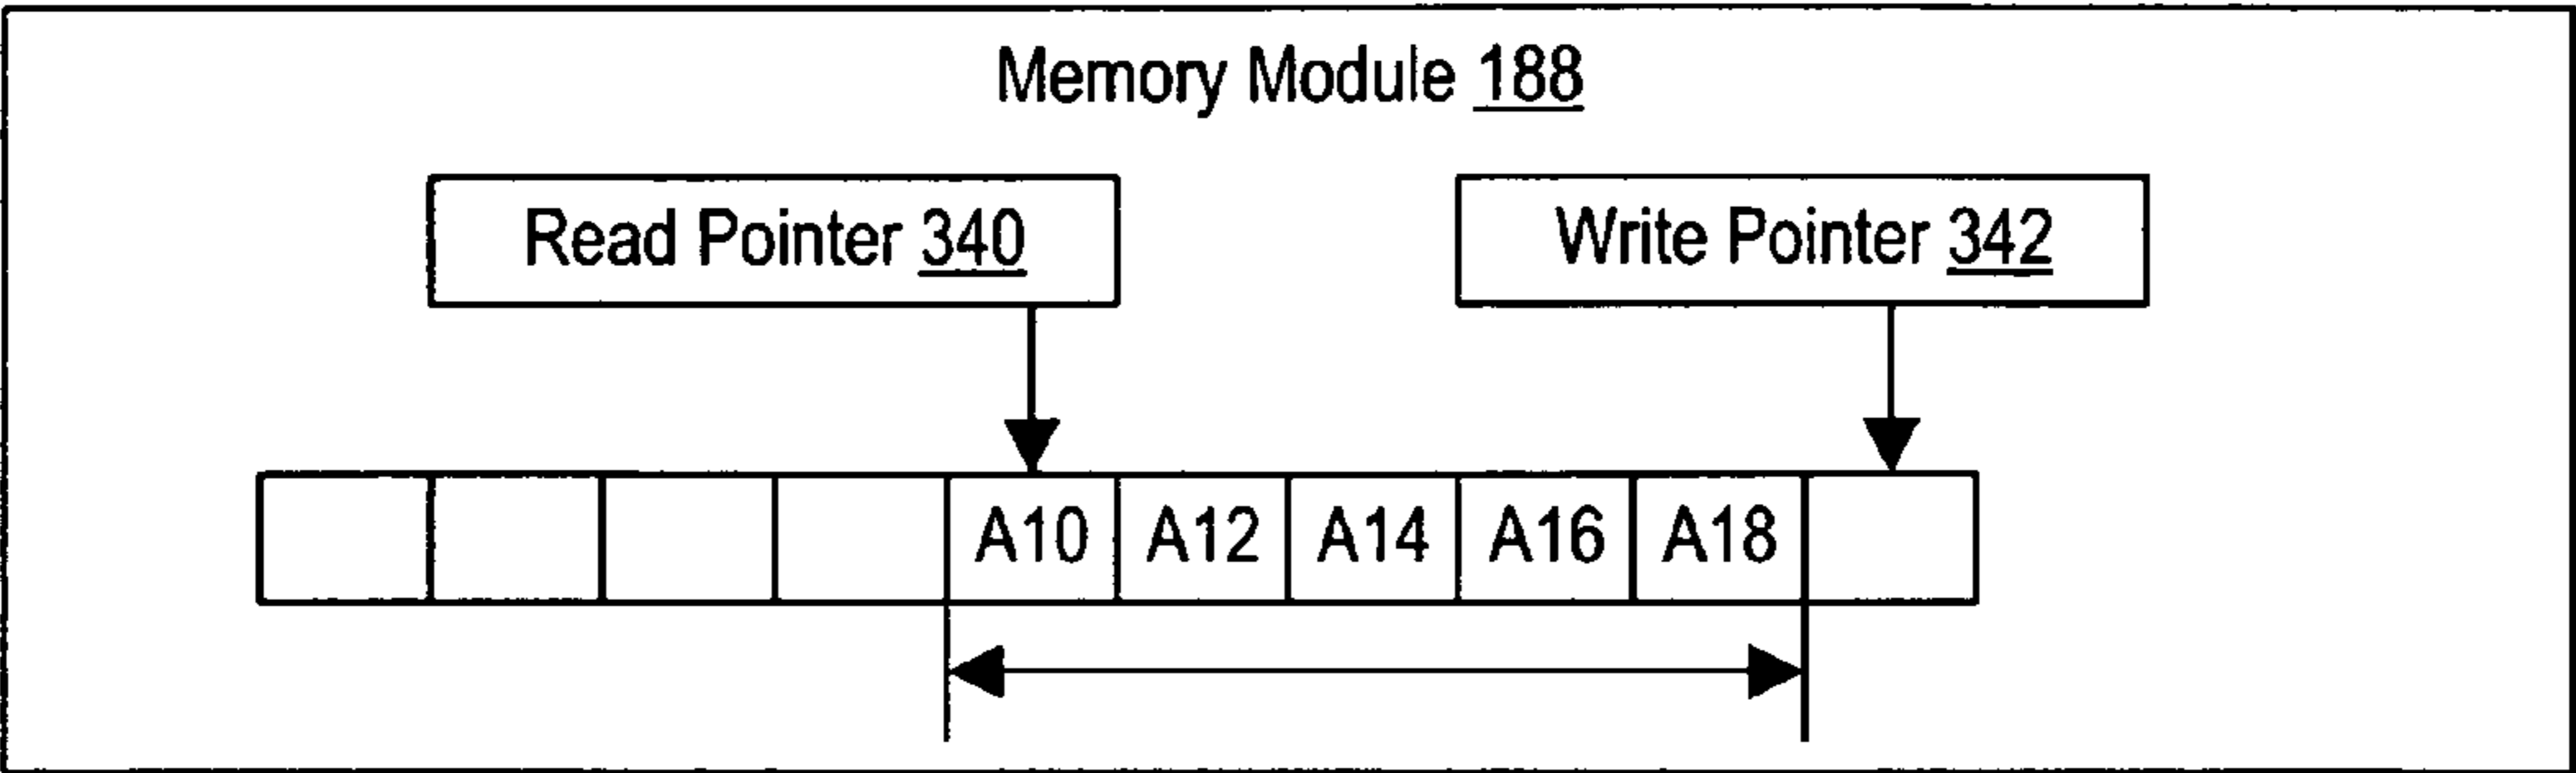 Memory Module 188
Read Pointer 340
Write Pointer 342
A10 A12 A14 A16 A18